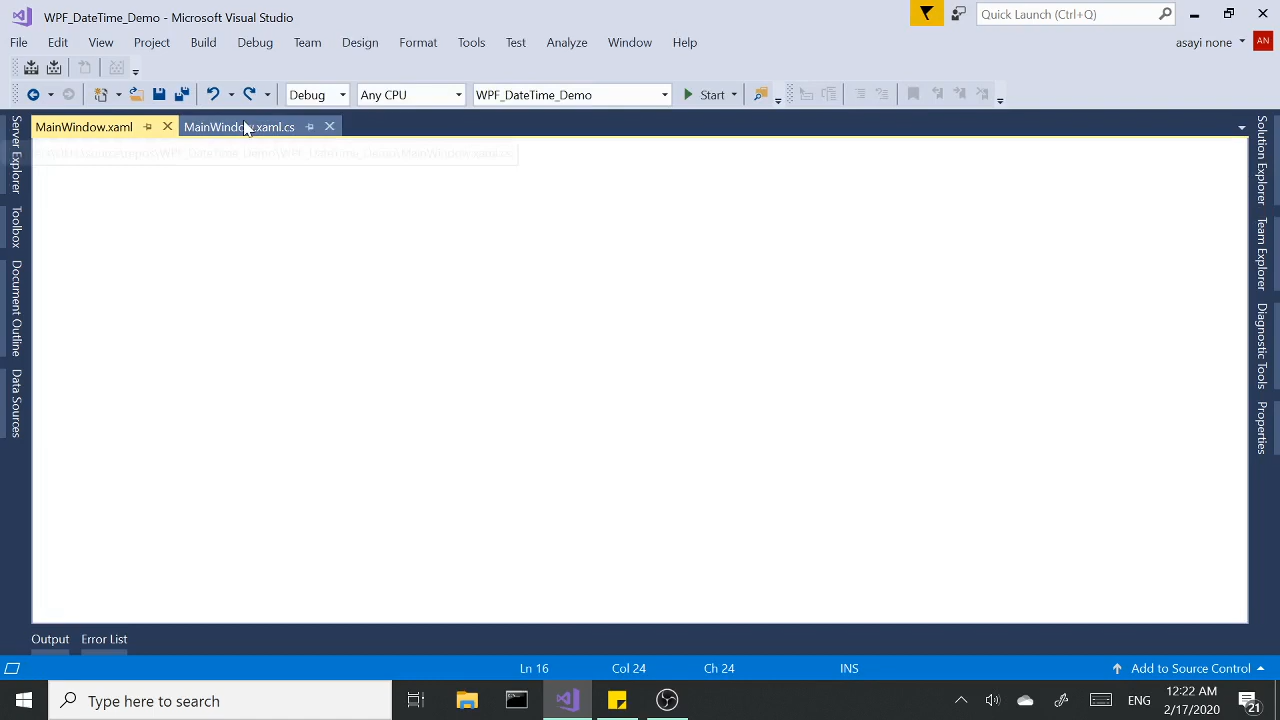 WPF_DateTime_Demo - Microsoft Visual Studio
Quick Launch (Ctrl+Q)
File Edit View Project Build Debug Team Format Tools Test Analyze Window Help
asayi none AN
Debug Any CPU WPF_DateTime_Demo Start
MainWindow.xaml MainWindow.xaml.cs
Server Explorer
Toolbox
Document Outline
Data Sources
Solution Explorer
Team Explorer
Diagnostic Tools
Properties
Output Error List
Ln 16 Col 24 Ch 24 INS Add to Source Control
Type here to search
ENG
12:22 AM
2/17/2020
21